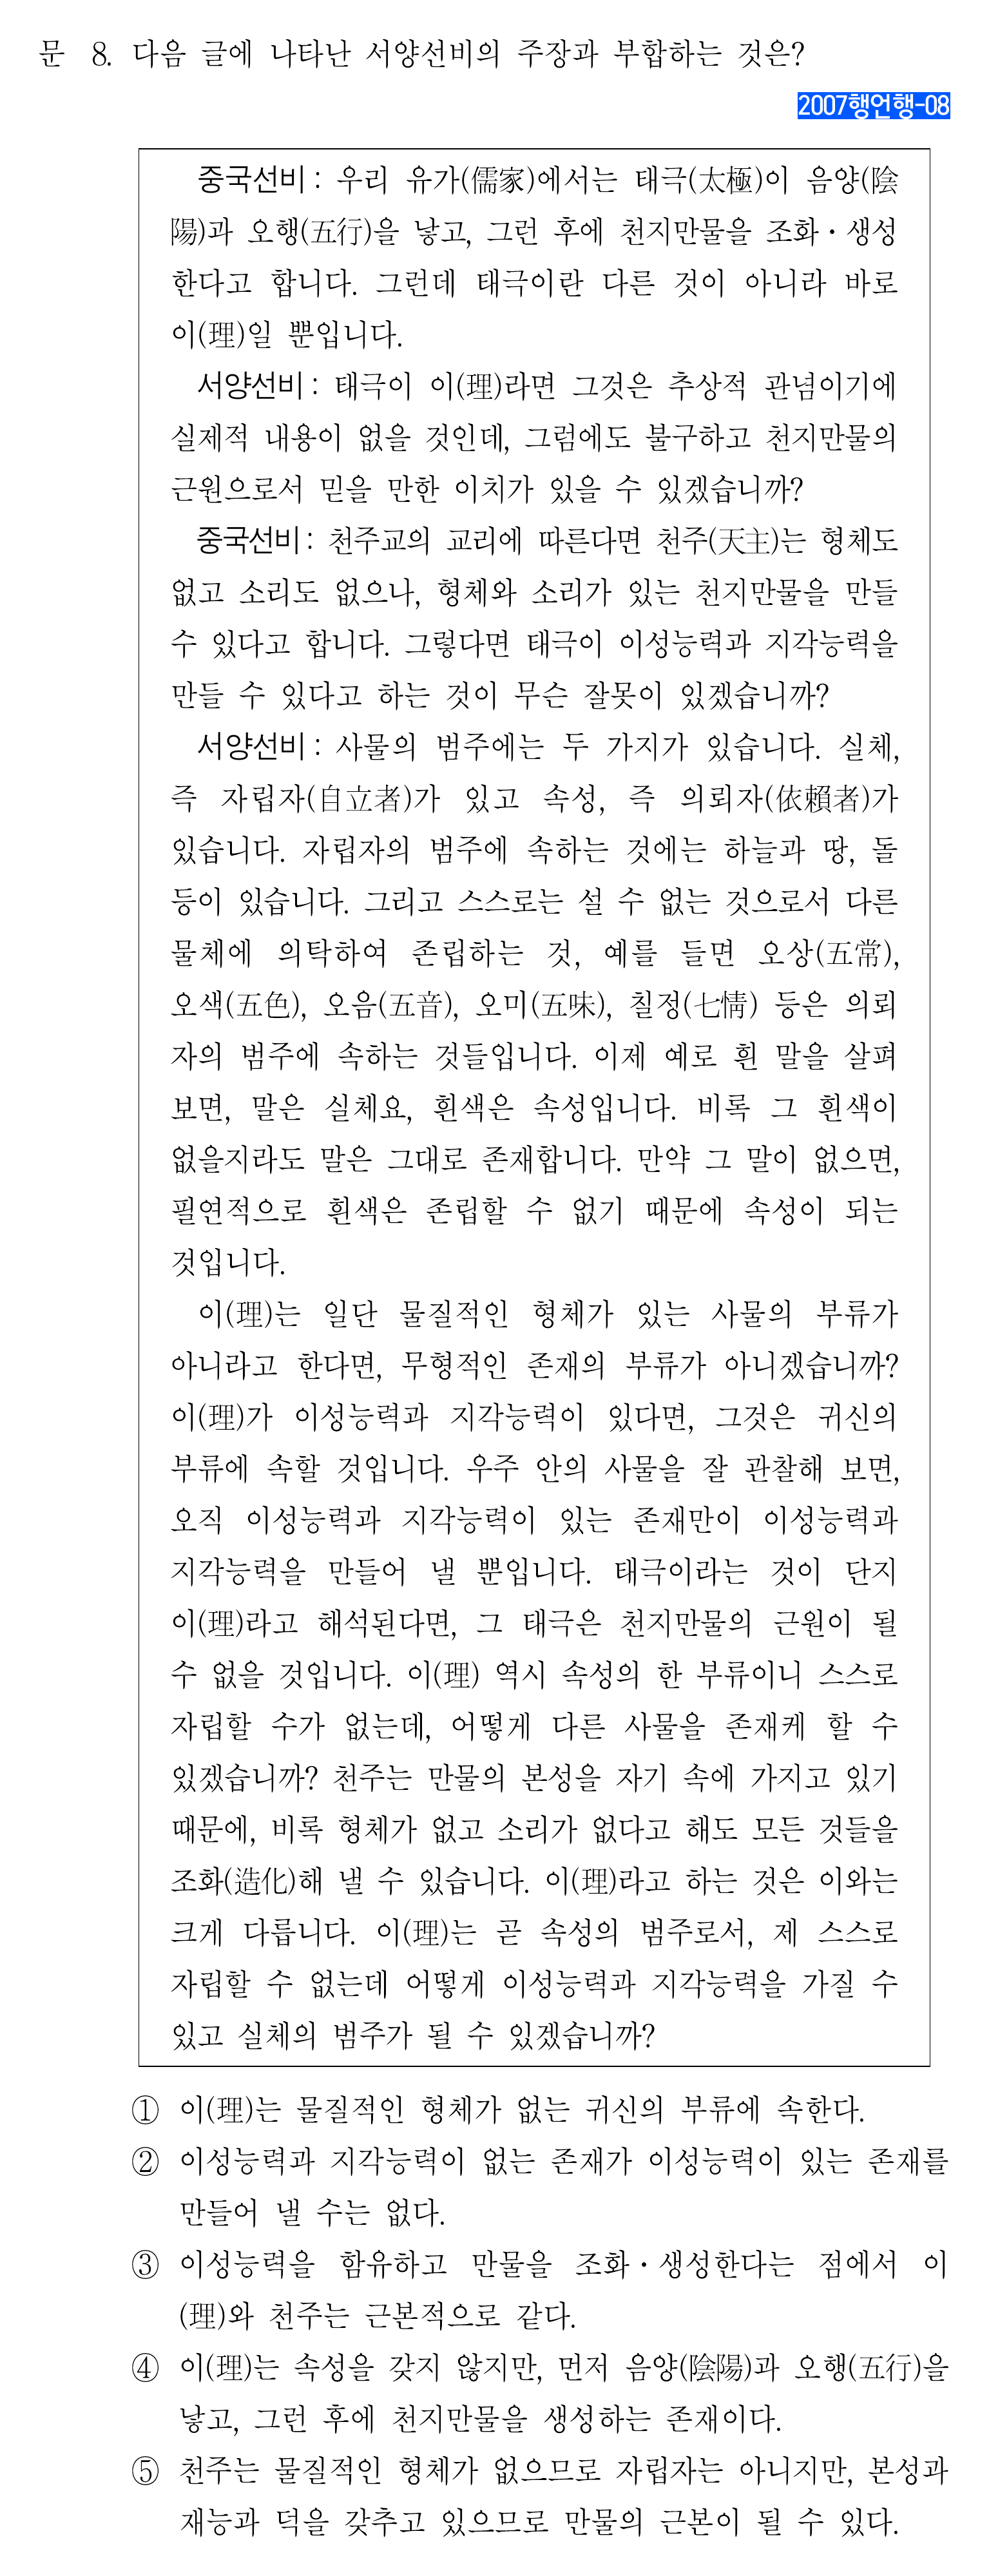 문 8. 다음 글에 나타난 서양선비의 주장과 부합하는 것은?
2007행언행-08
중국선비 : 우리 유가(儒家)에서는 태극(太極)이 음양(陰
陽)과 오행(五行)을 낳고, 그런 후에 천지만물을 조화·생성
한다고 합니다. 그런데 태극이란 다른 것이 아니라 바로
이(理)일 뿐입니다.
서양선비 : 태극이 이(理)라면 그것은 추상적 관념이기에
실제적 내용이 없을 것인데, 그럼에도 불구하고 천지만물의
근원으로서 믿을 만한 이치가 있을 수 있겠습니까?
중국선비 : 천주교의 교리에 따른다면 천주(天主)는 형체도
없고 소리도 없으나, 형체와 소리가 있는 천지만물을 만들
수 있다고 합니다. 그렇다면 태극이 이성능력과 지각능력을
만들 수 있다고 하는 것이 무슨 잘못이 있겠습니까?
서양선비 : 사물의 범주에는 두 가지가 있습니다. 실체,
즉 자립자(自立者)가 있고 속성, 즉 의뢰자(依賴者)가
있습니다. 자립자의 범주에 속하는 것에는 하늘과 땅, 돌
등이 있습니다. 그리고 스스로는 설 수 없는 것으로서 다른
물체에 의탁하여 존립하는 것, 예를 들면 오상(五常),
오색(五色), 오음(五音), 오미(五味), 칠정(七情) 등은 의뢰
자의 범주에 속하는 것들입니다. 이제 예로 흰 말을 살펴
보면, 말은 실체요, 흰색은 속성입니다. 비록 그 흰색이
없을지라도 말은 그대로 존재합니다. 만약 그 말이 없으면,
필연적으로 흰색은 존립할 수 없기 때문에 속성이 되는
것입니다.
이(理)는 일단 물질적인 형체가 있는 사물의 부류가
아니라고 한다면, 무형적인 존재의 부류가 아니겠습니까?
이(理)가 이성능력과 지각능력이 있다면, 그것은 귀신의
부류에 속할 것입니다. 우주 안의 사물을 잘 관찰해 보면,
오직 이성능력과 지각능력이 있는 존재만이 이성능력과
지각능력을 만들어 낼 뿐입니다. 태극이라는 것이 단지
이(理)라고 해석된다면, 그 태극은 천지만물의 근원이 될
수 없을 것입니다. 이(理) 역시 속성의 한 부류이니 스스로
자립할 수가 없는데, 어떻게 다른 사물을 존재케 할 수
있겠습니까? 천주는 만물의 본성을 자기 속에 가지고 있기
때문에, 비록 형체가 없고 소리가 없다고 해도 모든 것들을
조화(造化)해 낼 수 있습니다. 이(理)라고 하는 것은 이와는
크게 다릅니다. 이(理)는 곧 속성의 범주로서, 제 스스로
자립할 수 없는데 어떻게 이성능력과 지각능력을 가질 수
있고 실체의 범주가 될 수 있겠습니까?
① 이(理)는 물질적인 형체가 없는 귀신의 부류에 속한다.
② 이성능력과 지각능력이 없는 존재가 이성능력이 있는 존재를
만들어 낼 수는 없다.
③ 이성능력을 함유하고 만물을 조화·생성한다는 점에서 이
(理)와 천주는 근본적으로 같다.
④ 이(理)는 속성을 갖지 않지만, 먼저 음양(陰陽)과 오행(五行)을
낳고, 그런 후에 천지만물을 생성하는 존재이다.
⑤ 천주는 물질적인 형체가 없으므로 자립자는 아니지만, 본성과
재능과 덕을 갖추고 있으므로 만물의 근본이 될 수 있다.